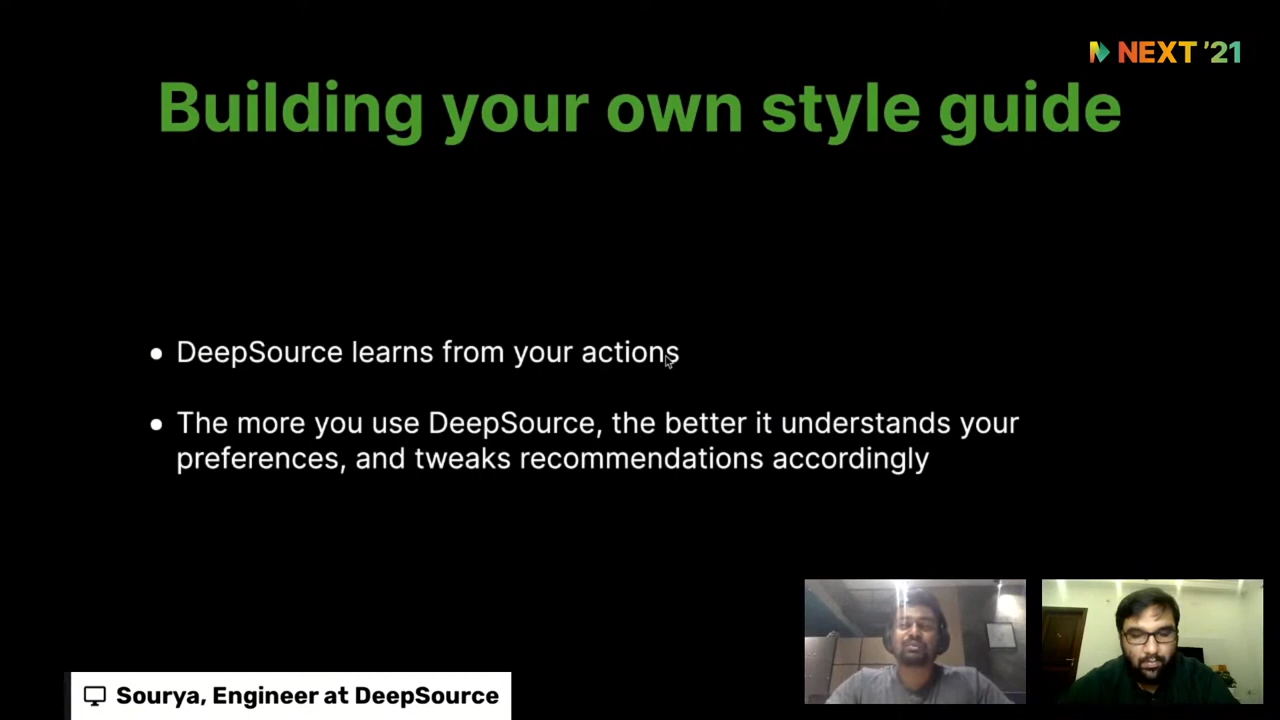 NEXT '21
Building your own style guide
• DeepSource learns from your actions
• The more you use DeepSource, the better it understands your
preferences, and tweaks recommendations accordingly
Sourya, Engineer at DeepSource